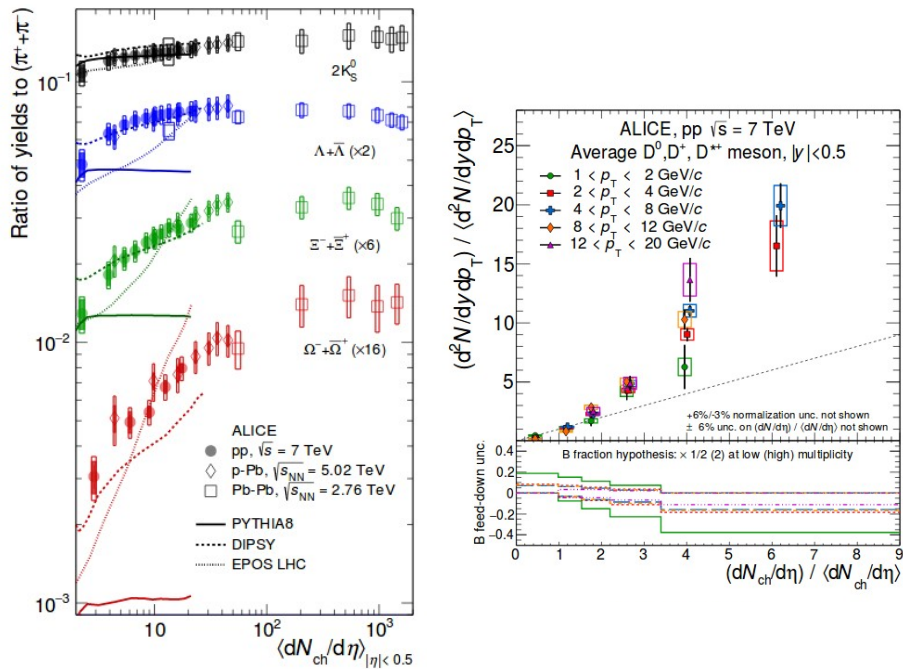 Ratio of yields to (π⁺+π⁻)
10⁻¹
10⁻²
10⁻³
2K⁰_S
Λ+Λ̅ (×2)
Ξ⁻+Ξ̅⁺ (×6)
Ω⁻+Ω̅⁺ (×16)
ALICE
pp, √s = 7 TeV
p-Pb, √s_NN = 5.02 TeV
Pb-Pb, √s_NN = 2.76 TeV
PYTHIA8
DIPSY
EPOS LHC
10 10² 10³
⟨dN_ch/dη⟩_|η|< 0.5
(d²N/dydp_T) / ⟨d²N/dydp_T⟩
25
20
15
10
5
ALICE, pp √s = 7 TeV
Average D⁰,D⁺, D*⁺ meson, |y|<0.5
1 < p_T < 2 GeV/c
2 < p_T < 4 GeV/c
4 < p_T < 8 GeV/c
8 < p_T < 12 GeV/c
12 < p_T < 20 GeV/c
+6%/-3% normalization unc. not shown
± 6% unc. on (dN/dη) / ⟨dN/dη⟩ not shown
B feed-down unc.
B fraction hypothesis: × 1/2 (2) at low (high) multiplicity
0.4
0.2
0
-0.2
-0.4
0 1 2 3 4 5 6 7 8 9
(dN_ch/dη) / ⟨dN_ch/dη⟩